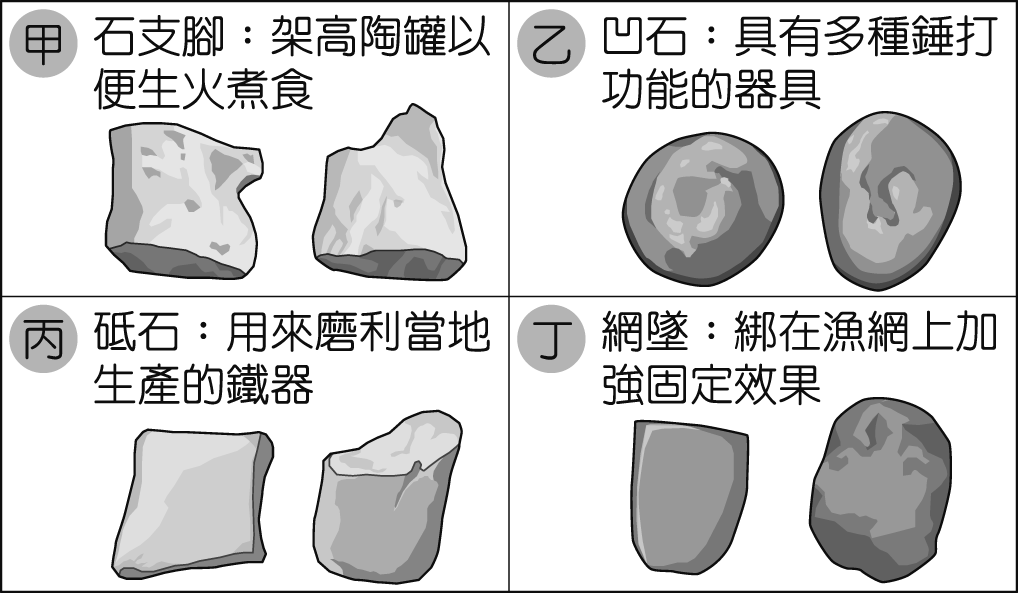 甲 石支腳：架高陶罐以
便生火煮食
乙 凹石：具有多種錘打
功能的器具
丙 砥石：用來磨利當地
生產的鐵器
丁 網墜：綁在漁網上加
強固定效果